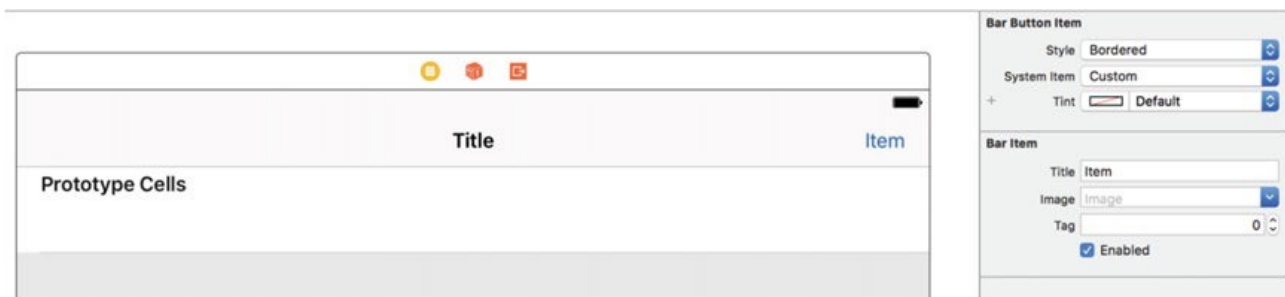 Bar Button Item
Style Bordered
System Item Custom
+ Tint Default
Title Item
Prototype Cells
Bar Item
Title Item
Image Image
Tag 0
Enabled